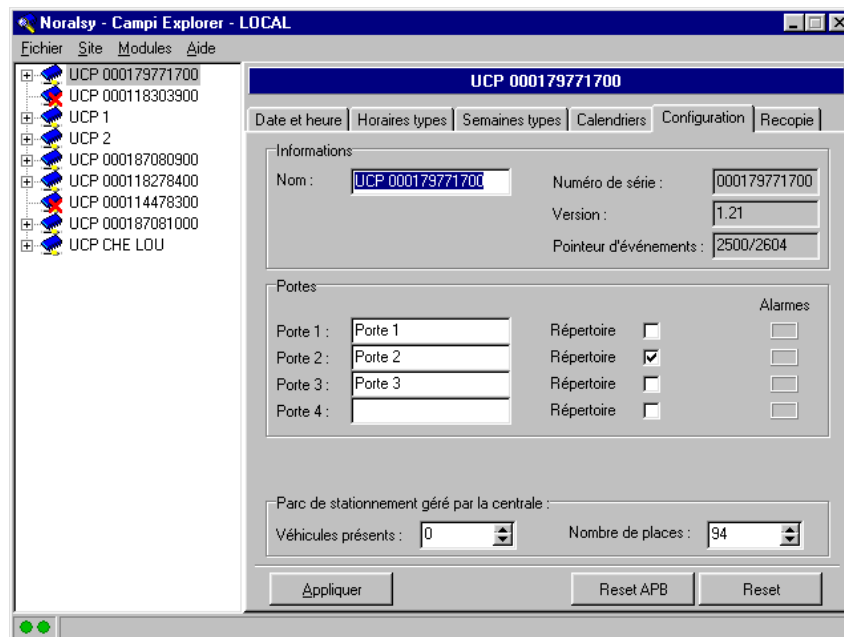 Noralsy - Campi Explorer - LOCAL
Fichier Site Modules Aide
UCP 000179771700
UCP 000118303900
UCP 1
UCP 2
UCP 000187080900
UCP 000118278400
UCP 000114478300
UCP 000187081000
UCP CHE LOU
UCP 000179771700
Date et heure Horaires types Semaines types Calendriers Configuration Recopie
Informations
Nom : UCP 000179771700 Numéro de série : 000179771700
Version : 1.21
Pointeur d'événements : 2500/2604
Portes
Alarmes
Porte 1 : Porte 1 Répertoire
Porte 2 : Porte 2 Répertoire
Porte 3 : Porte 3 Répertoire
Porte 4 : Répertoire
Parc de stationnement géré par la centrale :
Véhicules présents : 0 Nombre de places : 94
Appliquer Reset APB Reset